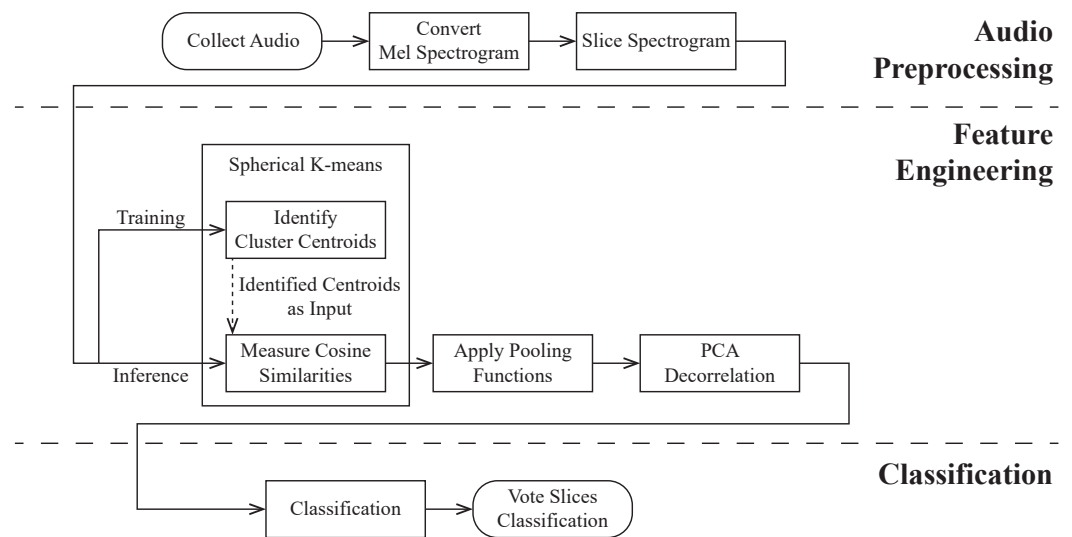 Collect Audio
Convert
Mel Spectrogram
Slice Spectrogram
Audio
Preprocessing
Feature
Engineering
Spherical K-means
Training
Identify
Cluster Centroids
Identified Centroids
as Input
Inference
Measure Cosine
Similarities
Apply Pooling
Functions
PCA
Decorrelation
Classification
Classification
Vote Slices
Classification